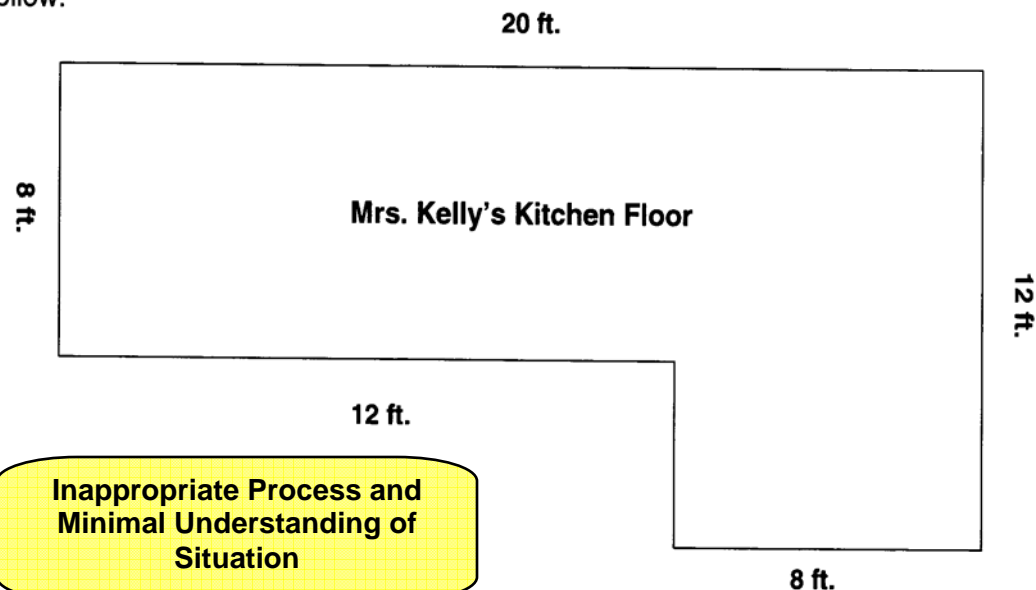 20 ft.
8 ft.
Mrs. Kelly's Kitchen Floor
12 ft.
12 ft.
Inappropriate Process and
Minimal Understanding of
Situation
8 ft.